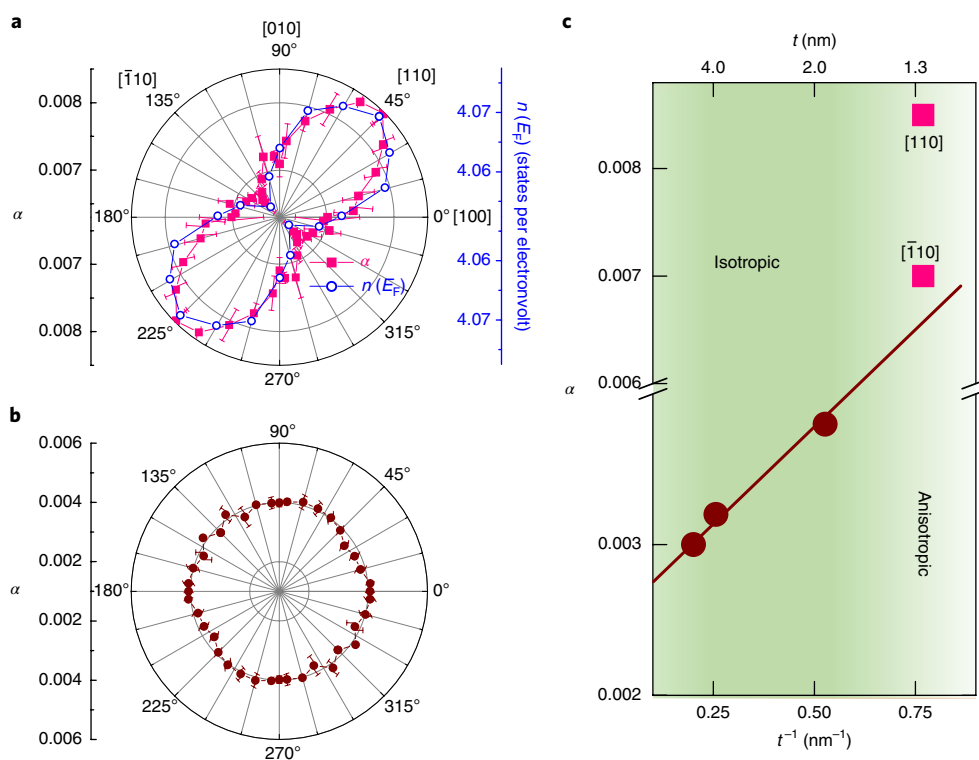 a
[010]
90°
[1̄10]
135°
[110]
45°
0.008
0.007
α
180°
0° [100]
0.007
0.008
225°
315°
270°
α
n (E_F)
4.07
4.06
4.06
4.07
n (E_F) (states per electronvolt)
b
0.006
0.004
0.002
α
0.002
0.004
0.006
90°
135°
45°
180°
0°
225°
315°
270°
c
t (nm)
4.0 2.0 1.3
0.008
0.007
0.006
α
0.003
0.002
[110]
[1̄10]
Isotropic
Anisotropic
0.25 0.50 0.75
t⁻¹ (nm⁻¹)